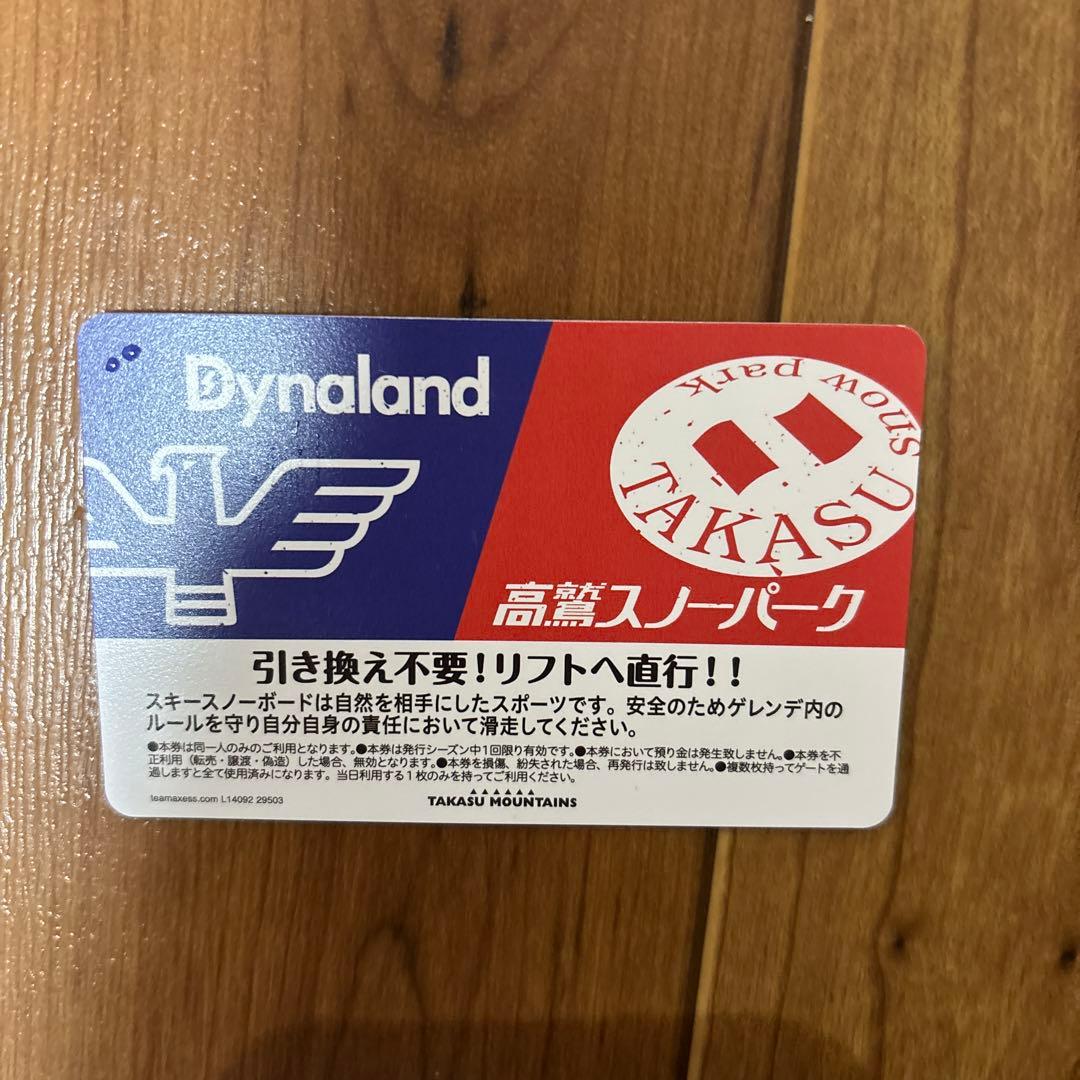 Dynaland
snow park
TAKASU
高鷲スノーパーク
引き換え不要!リフトへ直行!!
スキースノーボードは自然を相手にしたスポーツです。安全のためゲレンデ内の
ルールを守り自分自身の責任において滑走してください。
●本券は同一人のみのご利用となります。●本券は発行シーズン中1回限り有効です。●本券において預り金は発生致しません。●本券を不
正利用(転売・譲渡・偽造)した場合、無効となります。●本券を損傷、紛失された場合、再発行は致しません。●複数枚持ってゲートを通
過しますと全て使用済みになります。当日利用する1枚のみを持ってご利用ください。
teamaxess.com L14092 29503
TAKASU MOUNTAINS